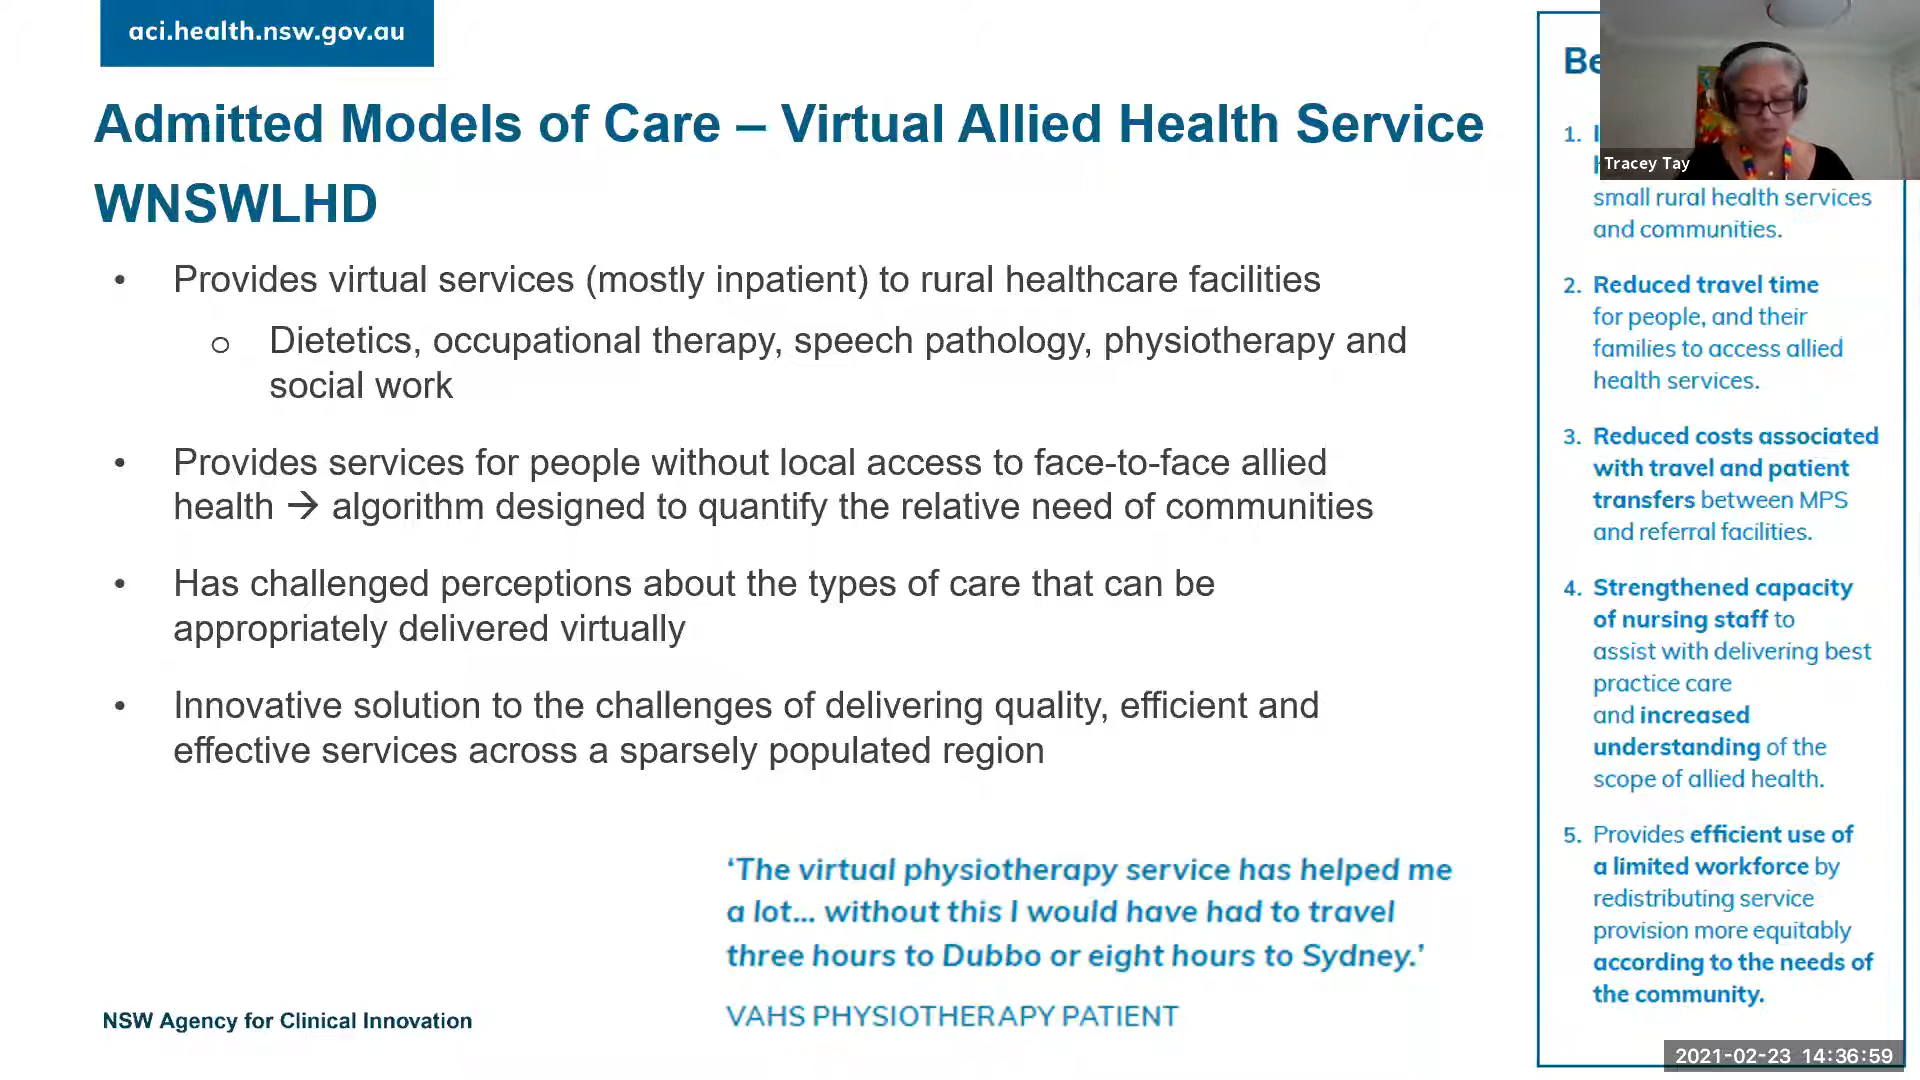 aci.health.nsw.gov.au
Admitted Models of Care – Virtual Allied Health Service
WNSWLHD
• Provides virtual services (mostly inpatient) to rural healthcare facilities
o Dietetics, occupational therapy, speech pathology, physiotherapy and
social work
• Provides services for people without local access to face-to-face allied
health → algorithm designed to quantify the relative need of communities
• Has challenged perceptions about the types of care that can be
appropriately delivered virtually
• Innovative solution to the challenges of delivering quality, efficient and
effective services across a sparsely populated region
‘The virtual physiotherapy service has helped me
a lot... without this I would have had to travel
three hours to Dubbo or eight hours to Sydney.’
VAHS PHYSIOTHERAPY PATIENT
NSW Agency for Clinical Innovation
Tracey Tay
1.
small rural health services
and communities.
2. Reduced travel time
for people, and their
families to access allied
health services.
3. Reduced costs associated
with travel and patient
transfers between MPS
and referral facilities.
4. Strengthened capacity
of nursing staff to
assist with delivering best
practice care
and increased
understanding of the
scope of allied health.
5. Provides efficient use of
a limited workforce by
redistributing service
provision more equitably
according to the needs of
the community.
2021-02-23 14:36:59